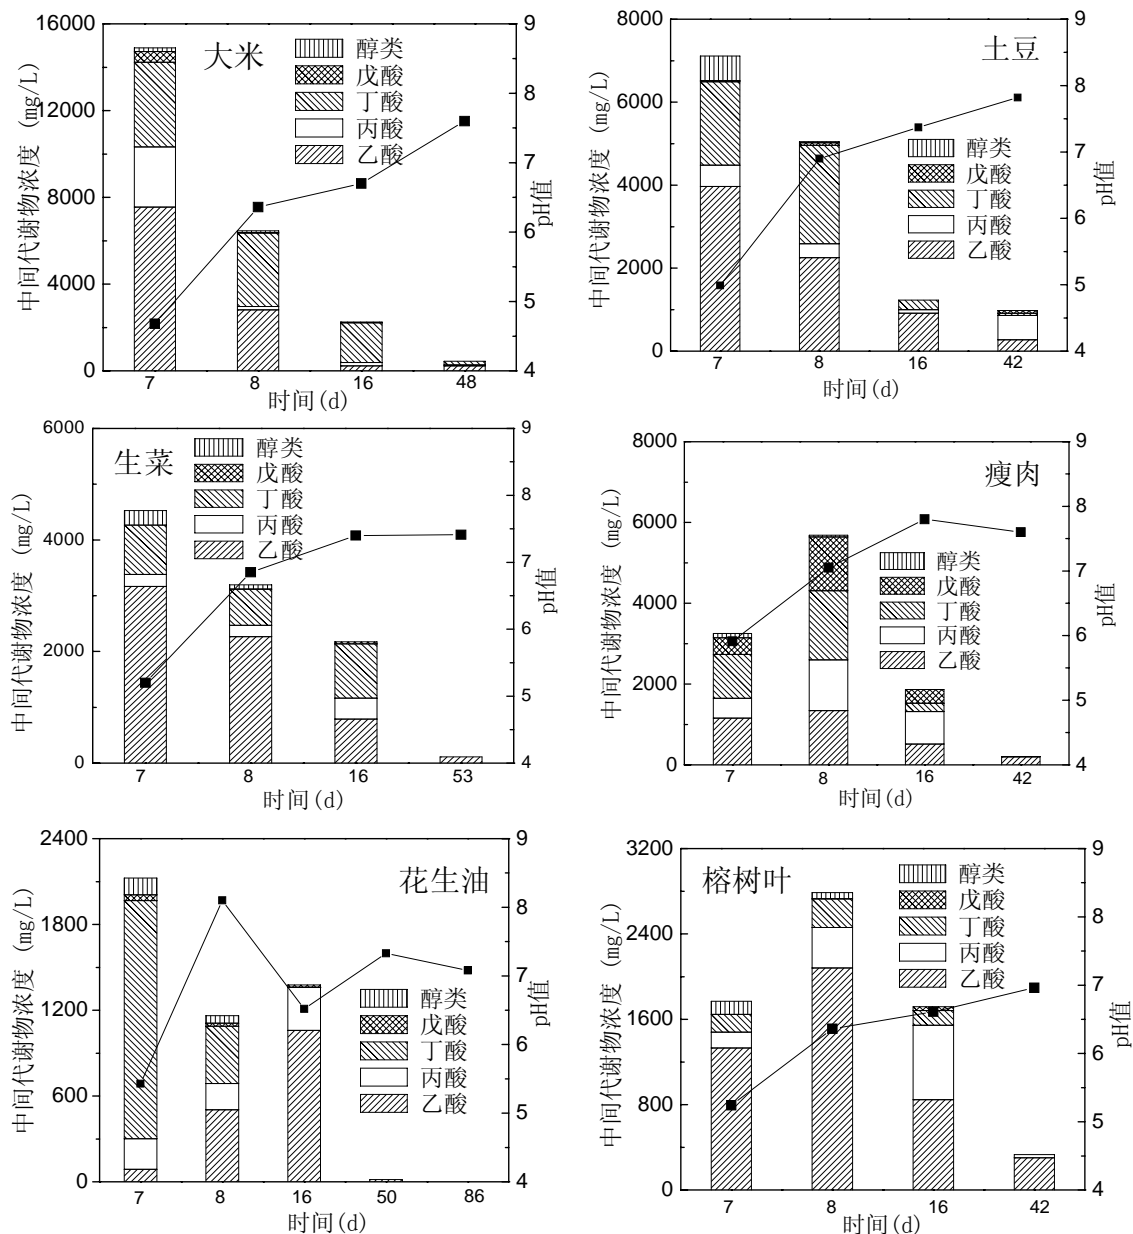 大米
醇类
戊酸
丁酸
丙酸
乙酸
中间代谢物浓度 (mg/L)
16000
12000
8000
4000
0
pH值
9
8
7
6
5
4
7 8 16 48
时间(d)
土豆
醇类
戊酸
丁酸
丙酸
乙酸
中间代谢物浓度 (mg/L)
8000
6000
4000
2000
0
pH值
9
8
7
6
5
4
7 8 16 42
时间(d)
生菜
醇类
戊酸
丁酸
丙酸
乙酸
中间代谢物浓度 (mg/L)
6000
4000
2000
0
pH值
9
8
7
6
5
4
7 8 16 53
时间(d)
瘦肉
醇类
戊酸
丁酸
丙酸
乙酸
中间代谢物浓度 (mg/L)
8000
6000
4000
2000
0
pH值
9
8
7
6
5
4
7 8 16 42
时间(d)
花生油
醇类
戊酸
丁酸
丙酸
乙酸
中间代谢物浓度 (mg/L)
2400
1800
1200
600
0
pH值
9
8
7
6
5
4
7 8 16 50 86
时间(d)
榕树叶
醇类
戊酸
丁酸
丙酸
乙酸
中间代谢物浓度 (mg/L)
3200
2400
1600
800
0
pH值
9
8
7
6
5
4
7 8 16 42
时间(d)